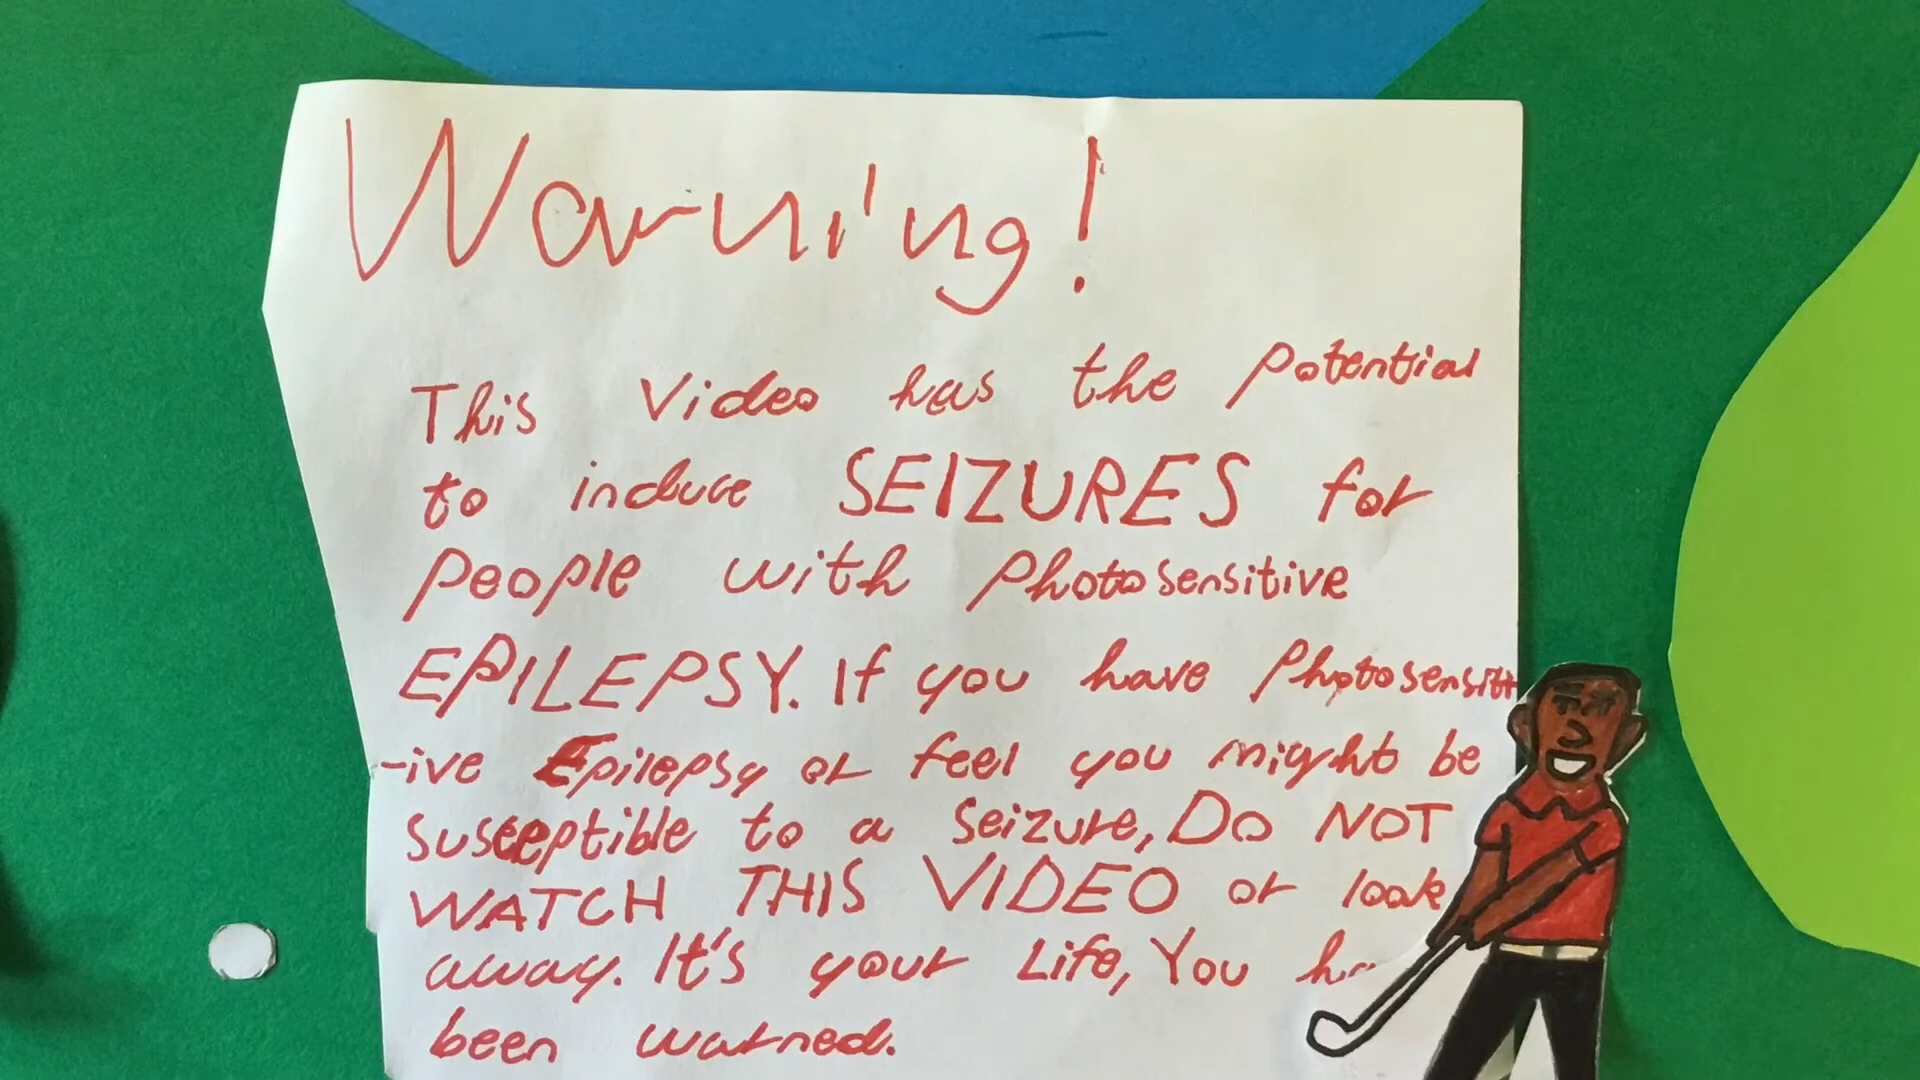 Warning!
This Video has the Potential
to induce SEIZURES for
People with Photosensitive
EPILEPSY. If you have Photosensit
-ive Epilepsy or feel you might be
susceptible to a Seizure, Do NOT
WATCH THIS VIDEO or look
away. It's your Life, You
been warned.